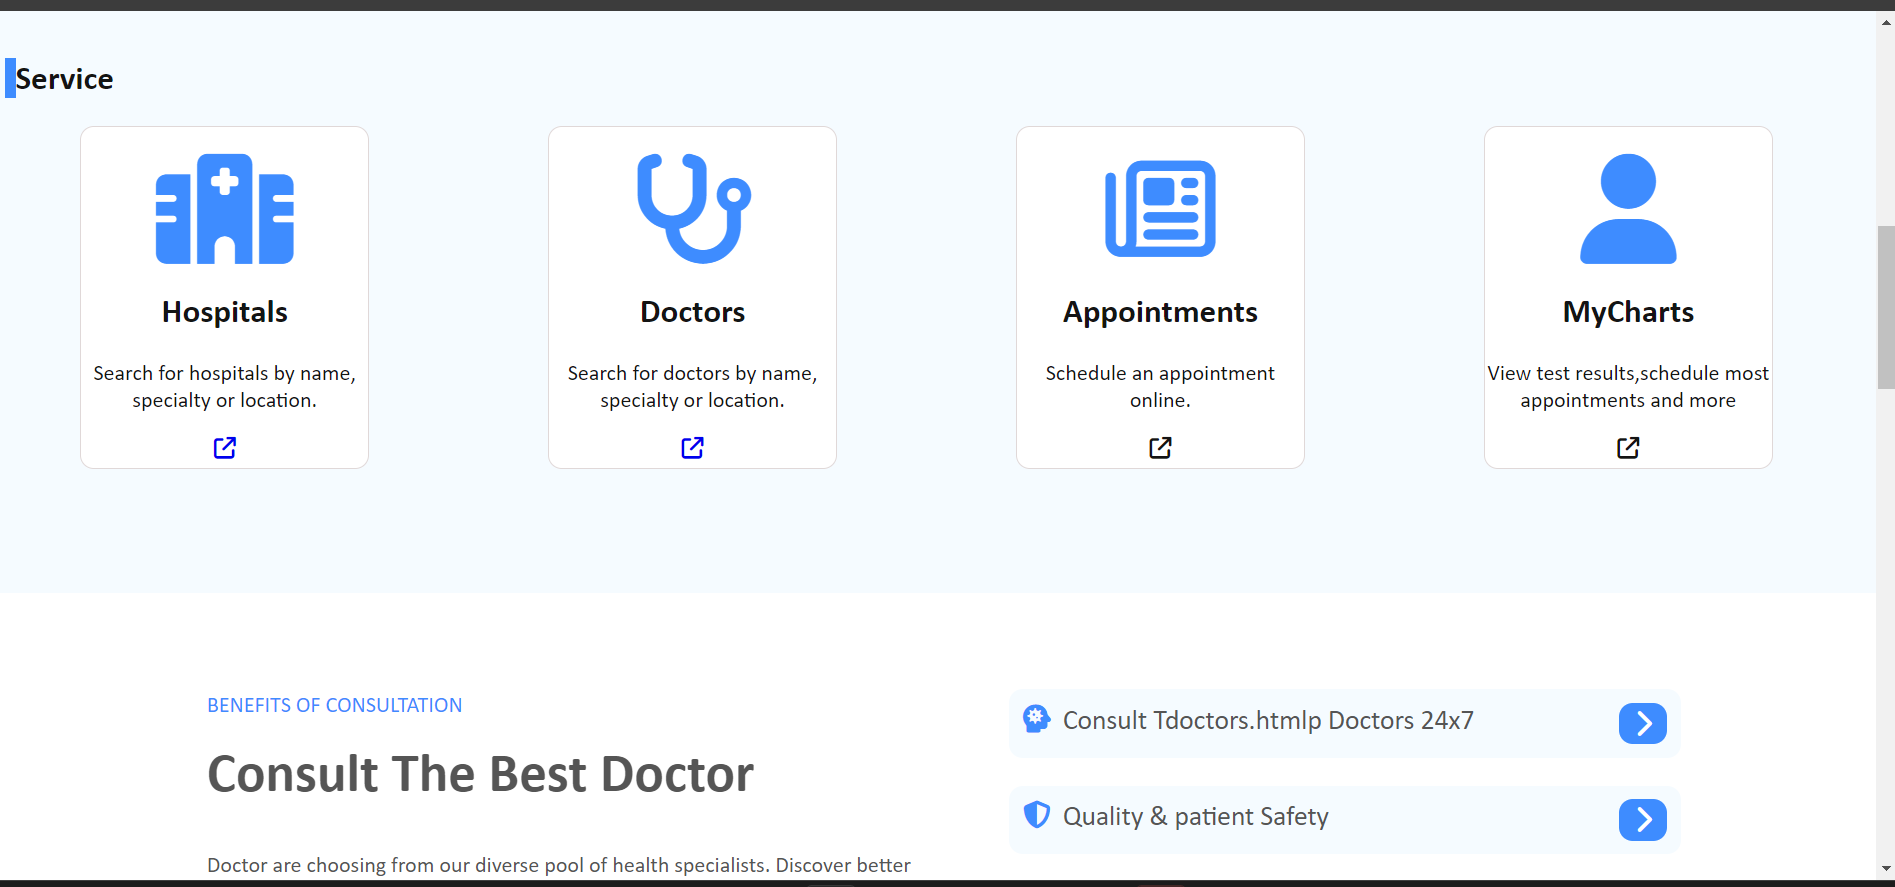 Service
Hospitals
Search for hospitals by name,
specialty or location.
Doctors
Search for doctors by name,
specialty or location.
Appointments
Schedule an appointment
online.
MyCharts
View test results,schedule most
appointments and more
BENEFITS OF CONSULTATION
Consult The Best Doctor
Doctor are choosing from our diverse pool of health specialists. Discover better
Consult Tdoctors.htmlp Doctors 24x7
Quality & patient Safety